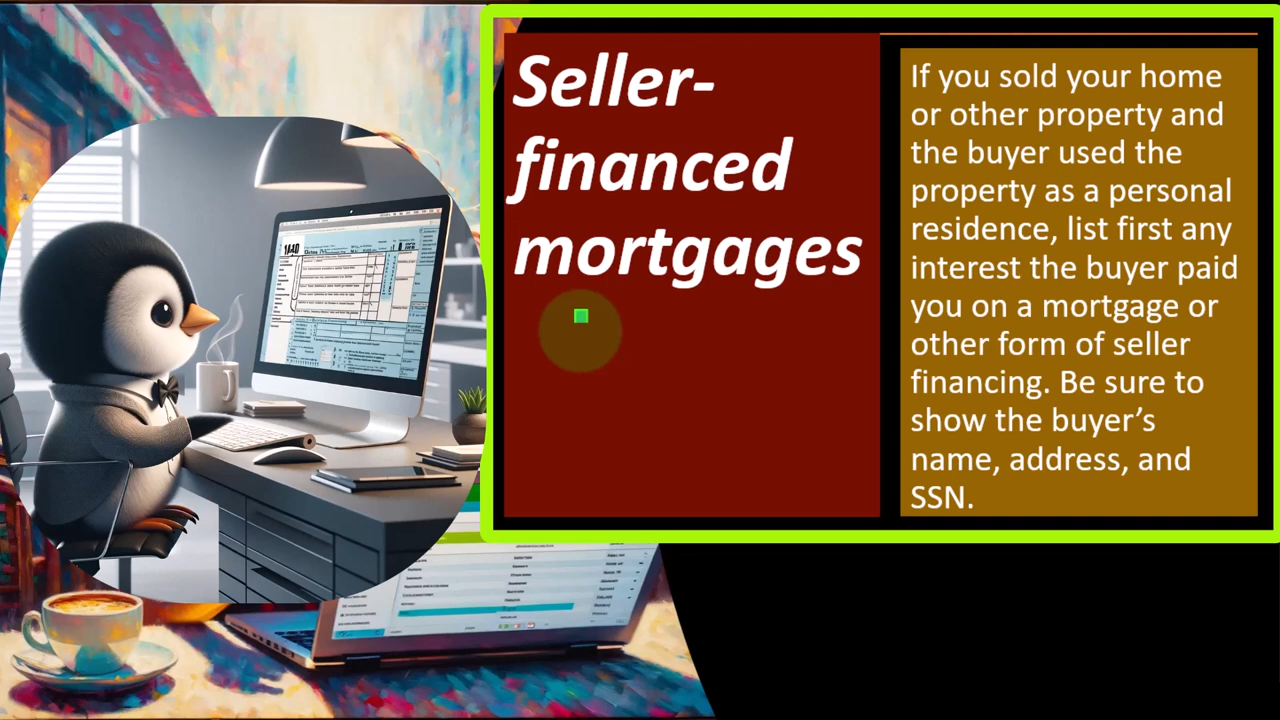 Seller-
financed
mortgages
If you sold your home
or other property and
the buyer used the
property as a personal
residence, list first any
interest the buyer paid
you on a mortgage or
other form of seller
financing. Be sure to
show the buyer’s
name, address, and
SSN.
1040